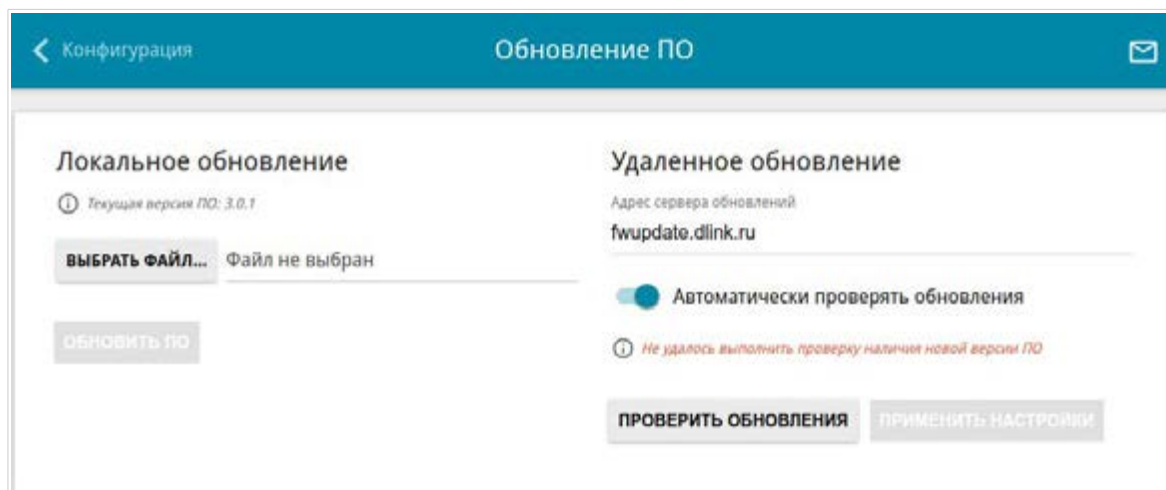 Конфигурация
Обновление ПО
Локальное обновление
Текущая версия ПО: 3.0.1
ВЫБРАТЬ ФАЙЛ... Файл не выбран
ОБНОВИТЬ ПО
Удаленное обновление
Адрес сервера обновлений
fwupdate.dlink.ru
Автоматически проверять обновления
Не удалось выполнить проверку наличия новой версии ПО
ПРОВЕРИТЬ ОБНОВЛЕНИЯ ПРИМЕНИТЬ НАСТРОЙКИ